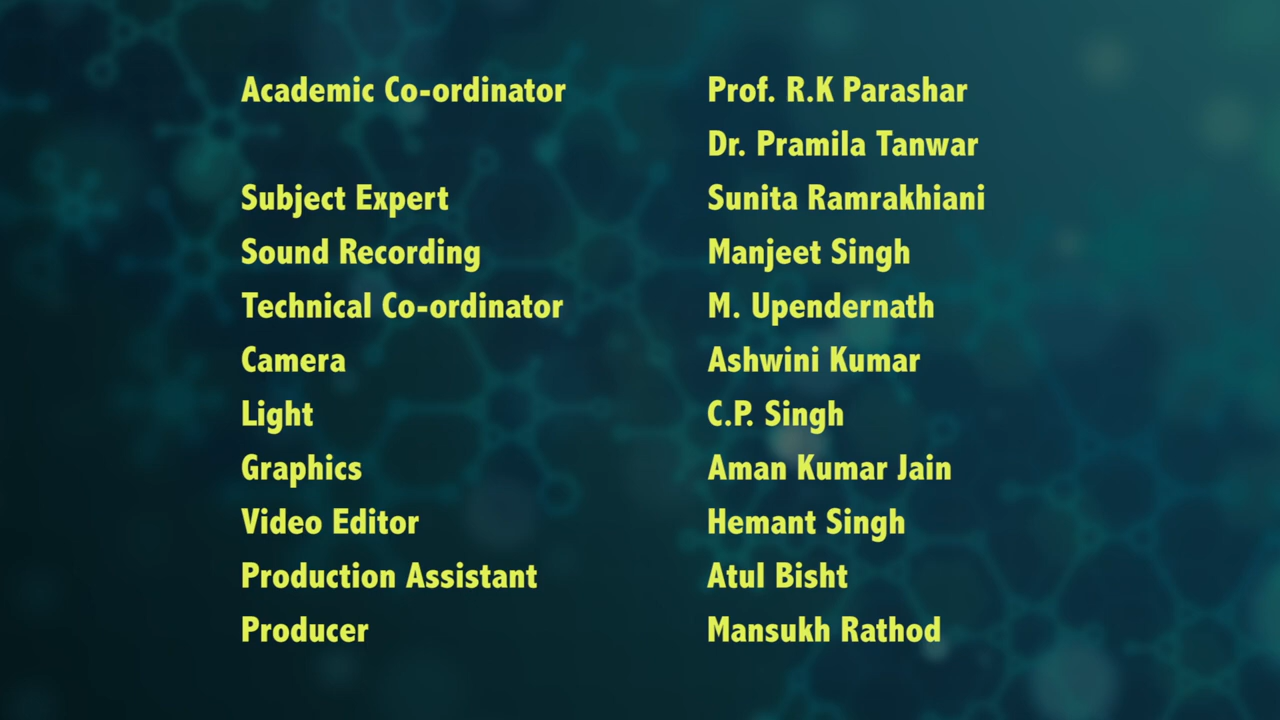 Academic Co-ordinator Prof. R.K Parashar
Dr. Pramila Tanwar
Subject Expert Sunita Ramrakhiani
Sound Recording Manjeet Singh
Technical Co-ordinator M. Upendernath
Camera Ashwini Kumar
Light C.P. Singh
Graphics Aman Kumar Jain
Video Editor Hemant Singh
Production Assistant Atul Bisht
Producer Mansukh Rathod